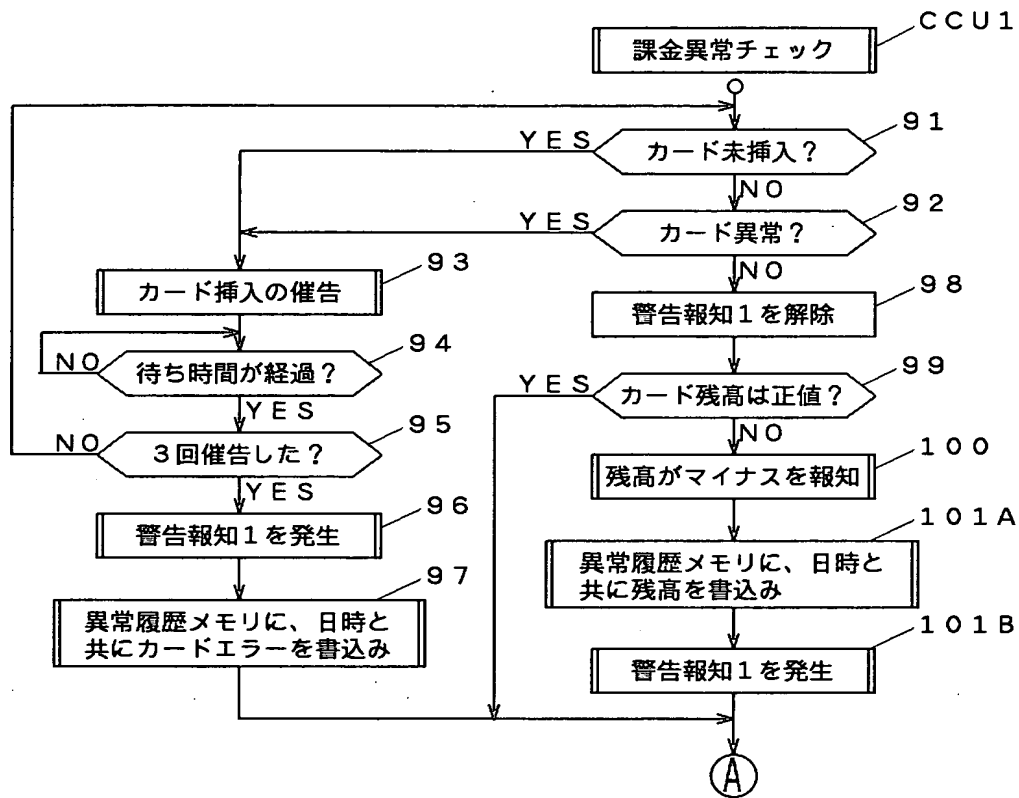 CCU1
課金異常チェック
91
カード未挿入？
YES
NO
92
カード異常？
YES
NO
93
カード挿入の催告
98
警告報知1を解除
94
待ち時間が経過？
NO
YES
99
カード残高は正値？
YES
NO
95
3回催告した？
NO
YES
100
残高がマイナスを報知
96
警告報知1を発生
101A
異常履歴メモリに、日時と
共に残高を書込み
97
異常履歴メモリに、日時と
共にカードエラーを書込み
101B
警告報知1を発生
A